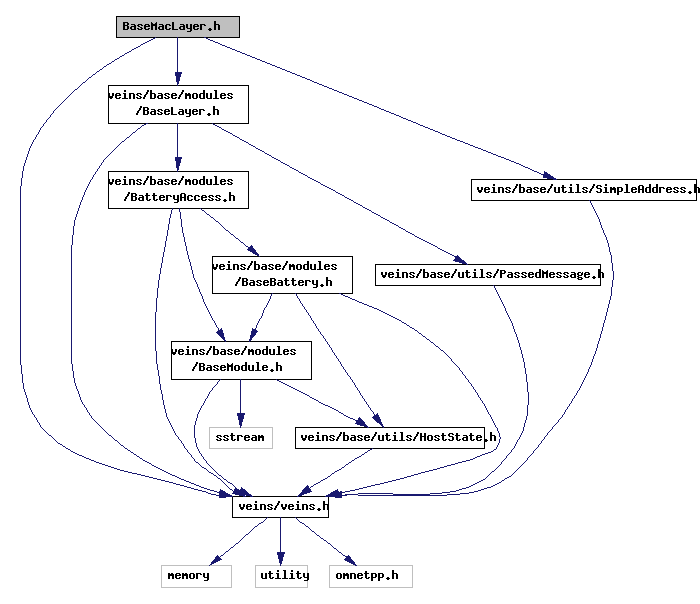 BaseMacLayer.h
veins/base/modules
/BaseLayer.h
veins/base/modules
/BatteryAccess.h
veins/base/utils/SimpleAddress.h
veins/base/modules
/BaseBattery.h
veins/base/utils/PassedMessage.h
veins/base/modules
/BaseModule.h
sstream
veins/base/utils/HostState.h
veins/veins.h
memory
utility
omnetpp.h